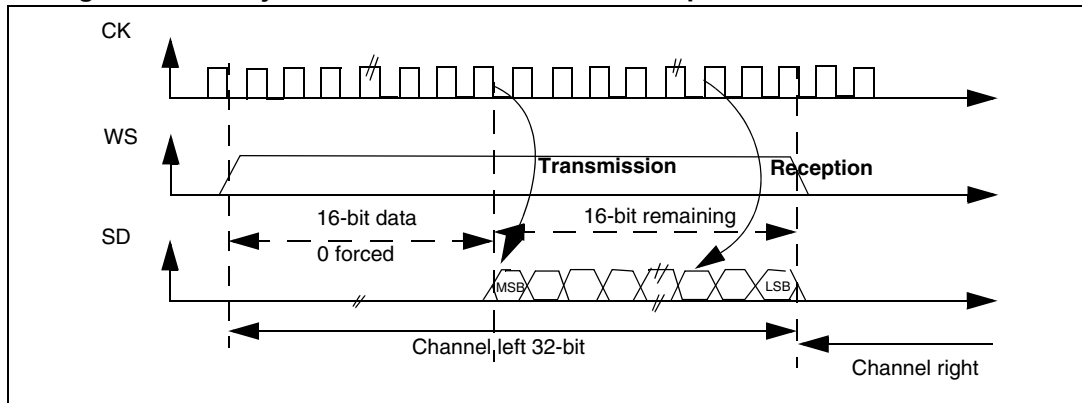 CK
WS
Transmission
Reception
16-bit data
16-bit remaining
SD
0 forced
MSB
LSB
Channel left 32-bit
Channel right